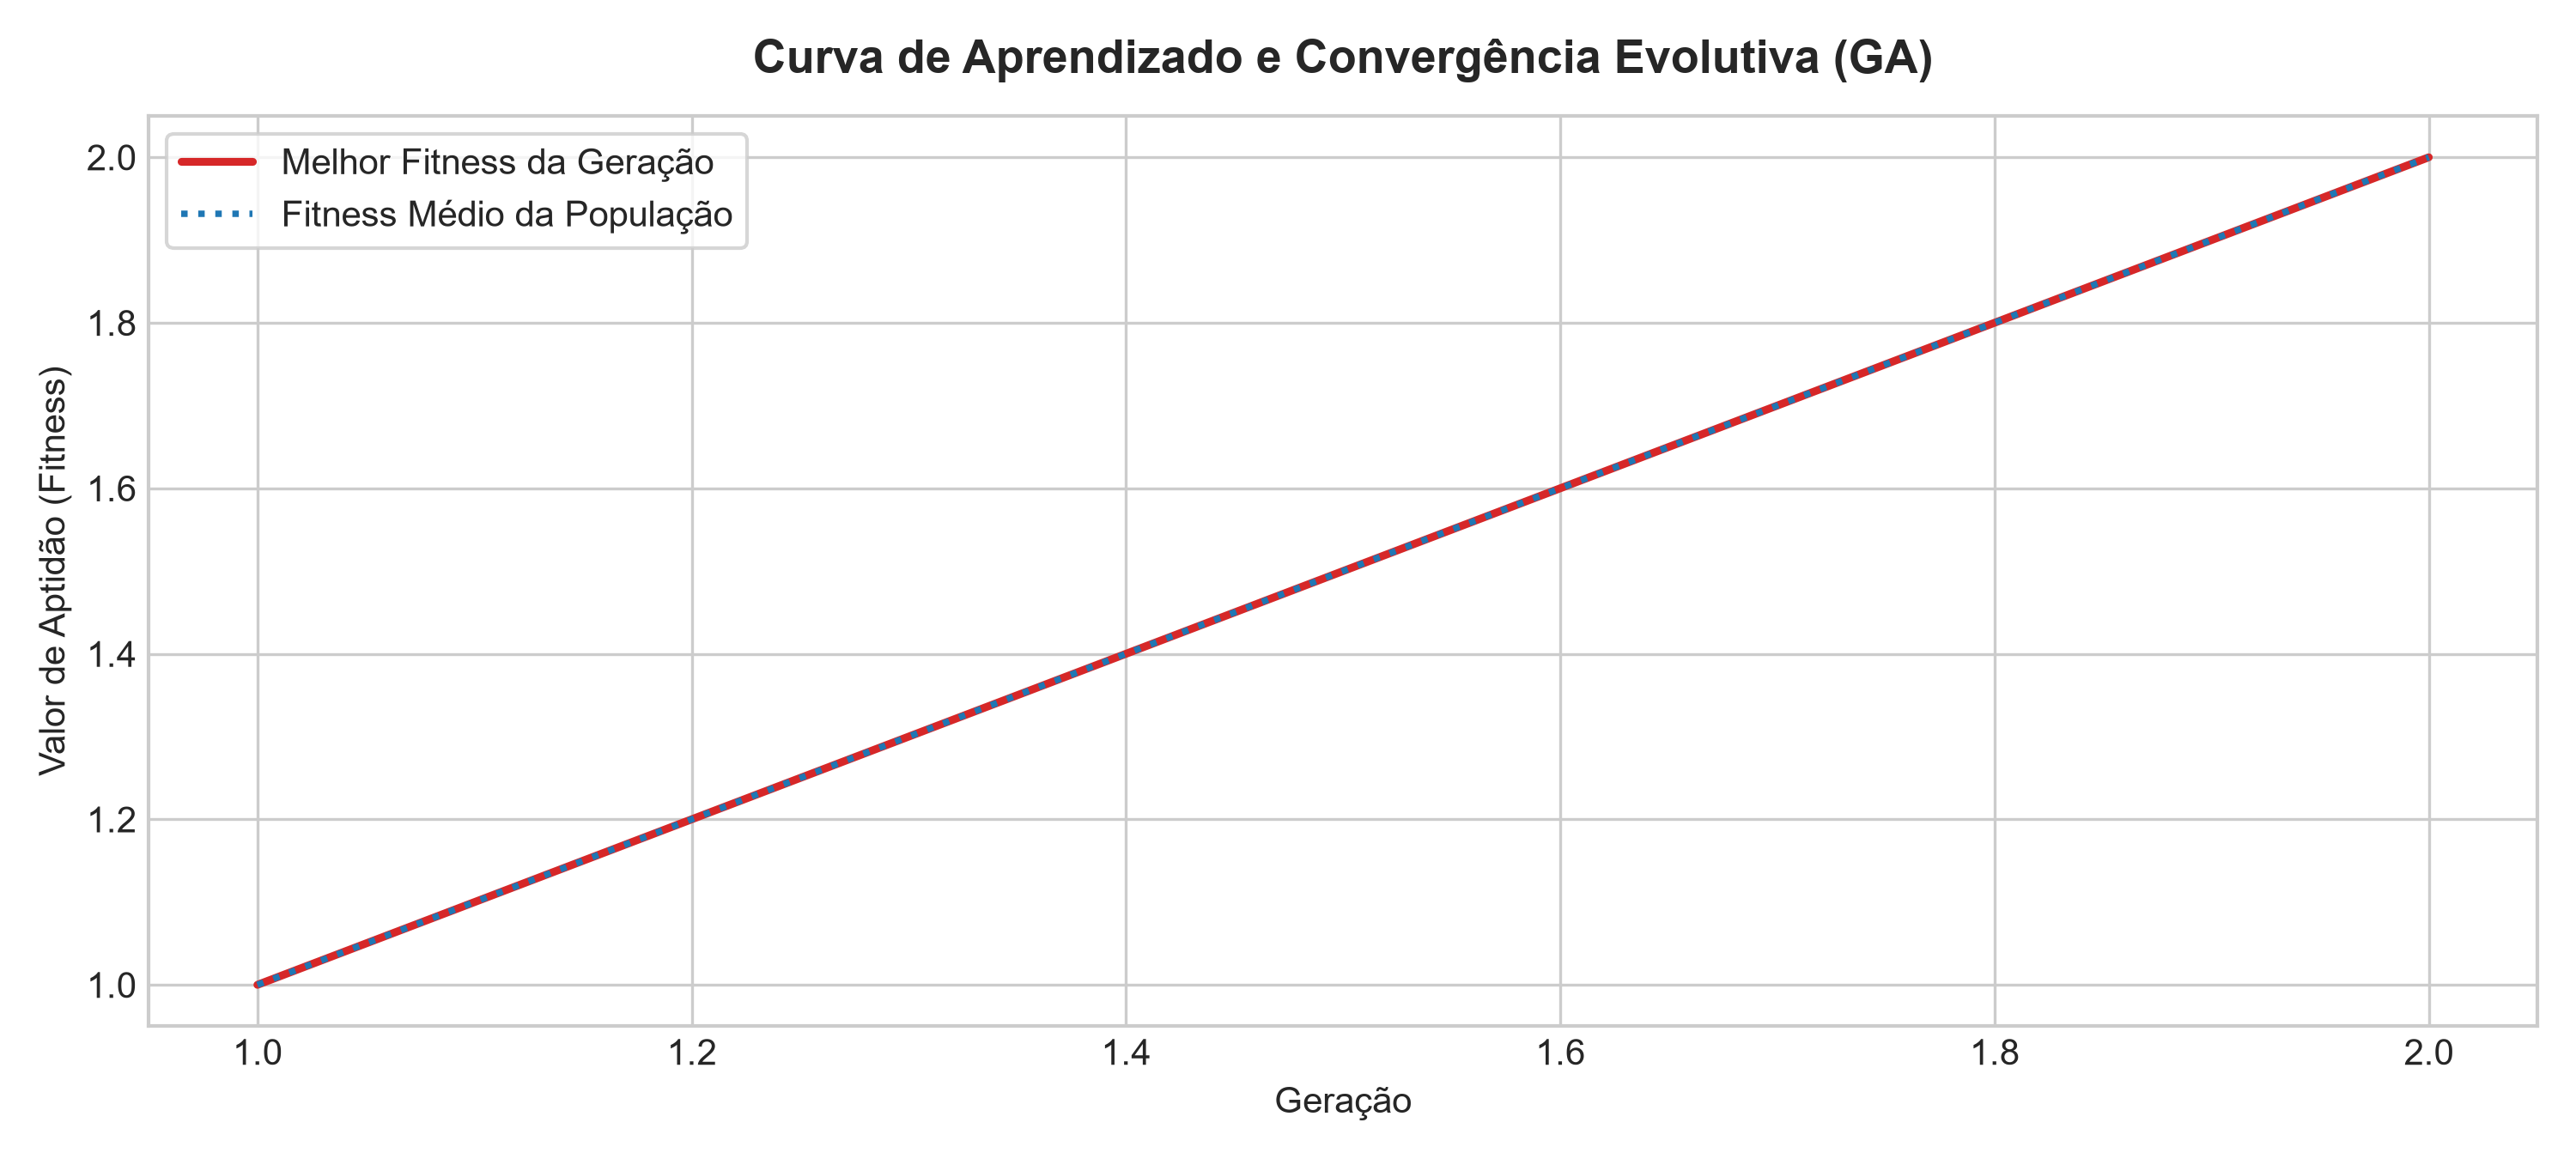 Curva de Aprendizado e Convergência Evolutiva (GA)
Melhor Fitness da Geração
Fitness Médio da População
Valor de Aptidão (Fitness)
2.0
1.8
1.6
1.4
1.2
1.0
1.0 1.2 1.4 1.6 1.8 2.0
Geração